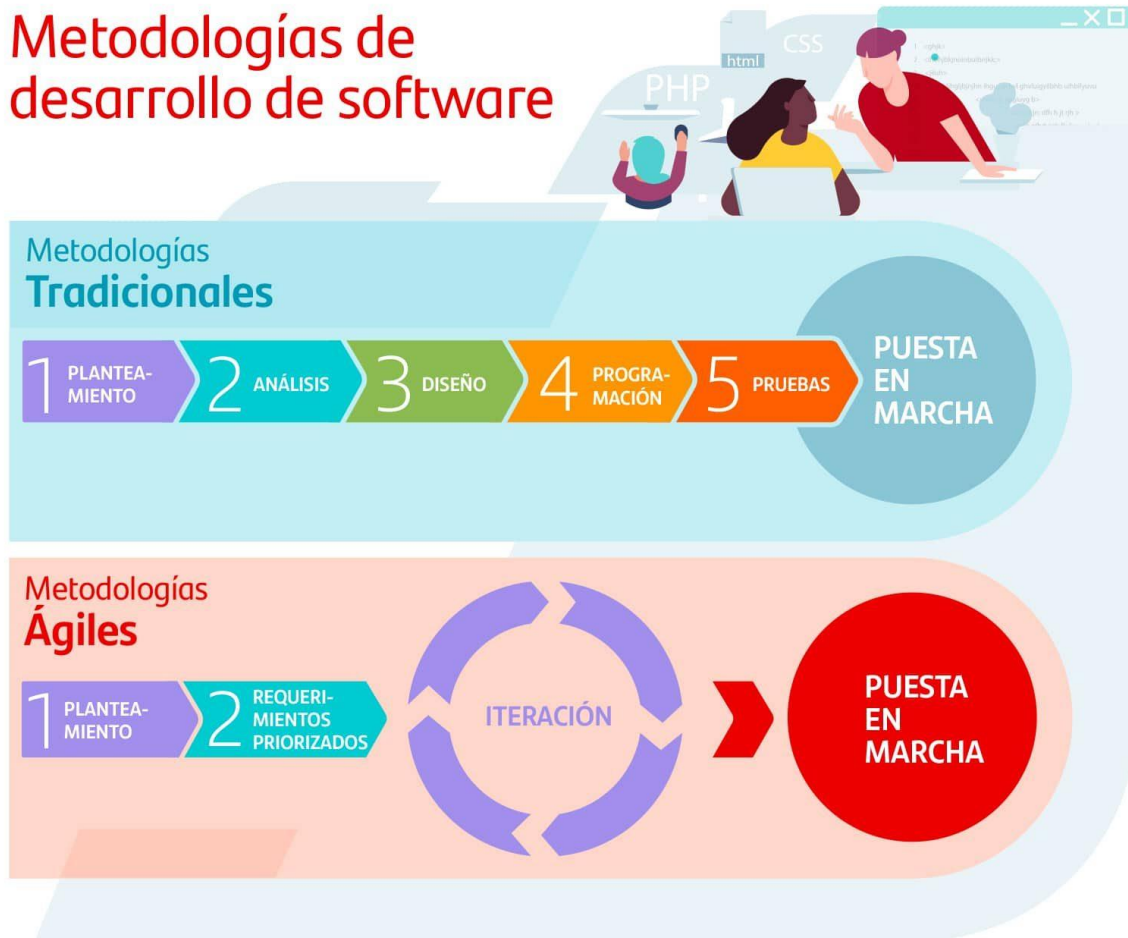 Metodologías de
desarrollo de software
html
CSS
PHP
Metodologías
Tradicionales
1 PLANTEA-
MIENTO
2 ANÁLISIS
3 DISEÑO
4 PROGRA-
MACIÓN
5 PRUEBAS
PUESTA
EN
MARCHA
Metodologías
Ágiles
1 PLANTEA-
MIENTO
2 REQUERI-
MIENTOS
PRIORIZADOS
ITERACIÓN
PUESTA
EN
MARCHA